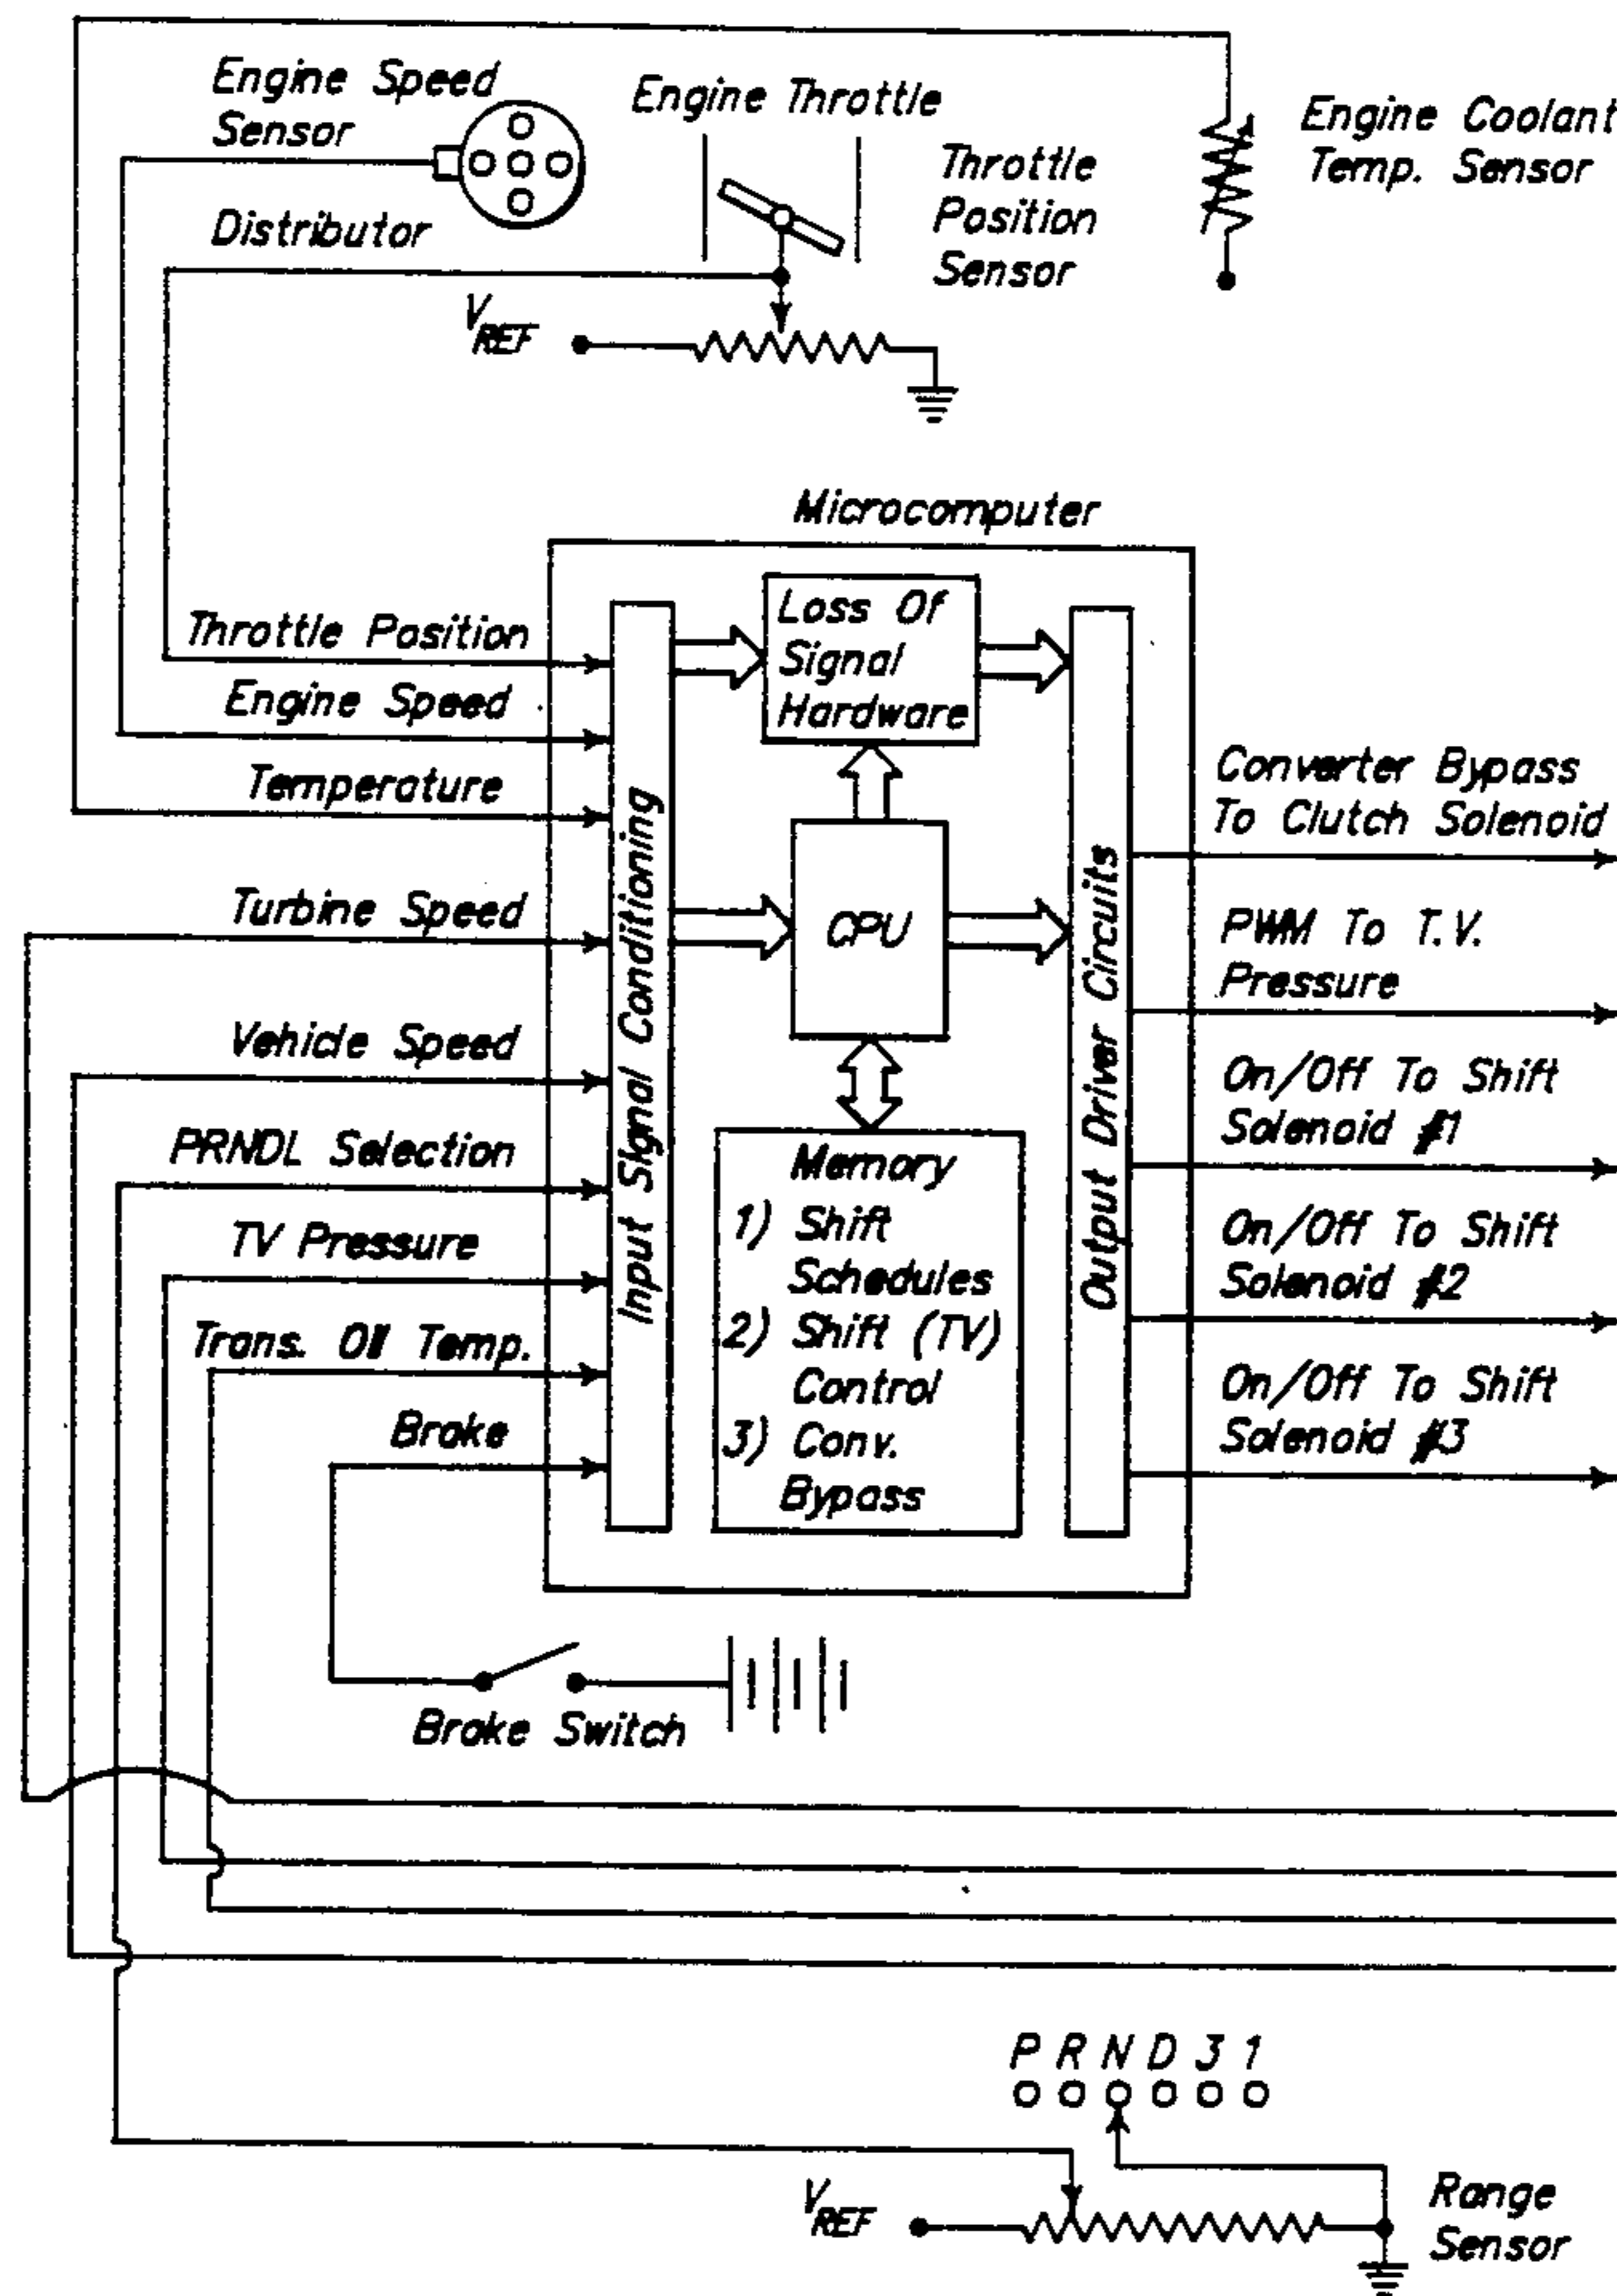 Engine Speed
Sensor
Distributor
Engine Throttle
Throttle
Position
Sensor
Engine Coolant
Temp. Sensor
VREF
Microcomputer
Throttle Position
Engine Speed
Temperature
Turbine Speed
Vehicle Speed
PRNDL Selection
TV Pressure
Trans. Oil Temp.
Brake
Input Signal Conditioning
Loss Of
Signal
Hardware
CPU
Memory
1) Shift
Schedules
2) Shift (TV)
Control
3) Conv.
Bypass
Output Driver Circuits
Converter Bypass
To Clutch Solenoid
PWM To T.V.
Pressure
On/Off To Shift
Solenoid #1
On/Off To Shift
Solenoid #2
On/Off To Shift
Solenoid #3
Brake Switch
P R N D 3 1
VREF
Range
Sensor